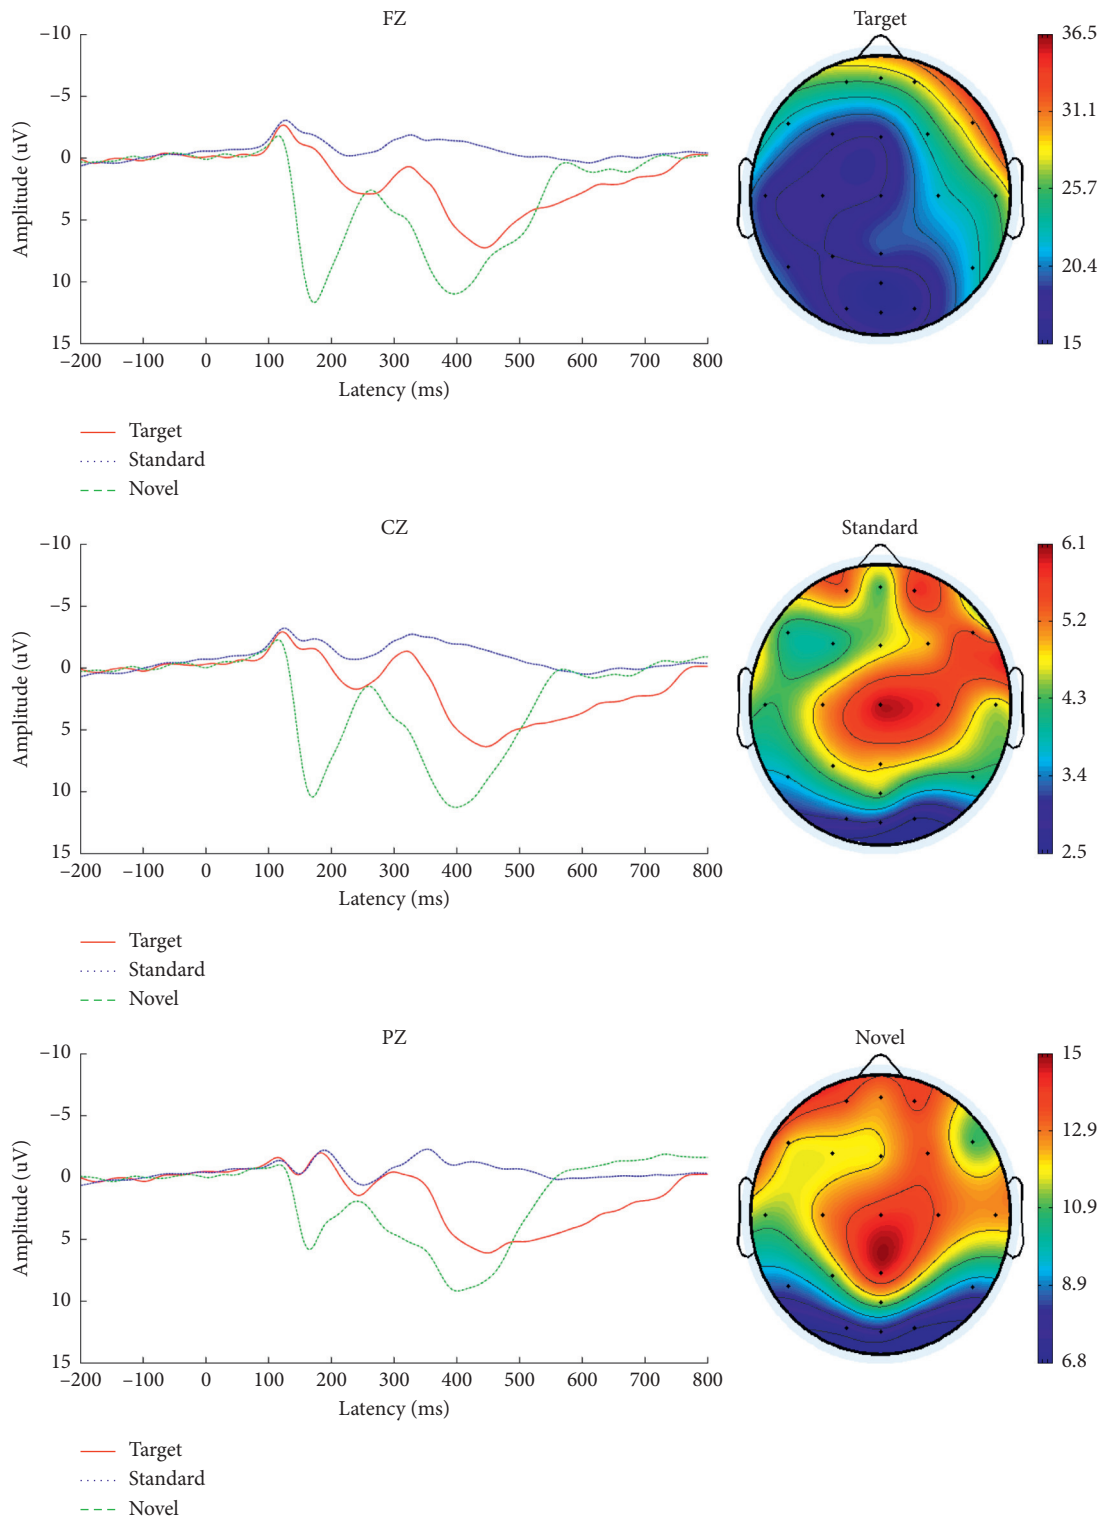 FZ
Target
−10
−5
0
5
10
15
Amplitude (uV)
−200 −100 0 100 200 300 400 500 600 700 800
Latency (ms)
36.5
31.1
25.7
20.4
15
Target
Standard
Novel
CZ
Standard
−10
−5
0
5
10
15
Amplitude (uV)
−200 −100 0 100 200 300 400 500 600 700 800
Latency (ms)
6.1
5.2
4.3
3.4
2.5
Target
Standard
Novel
PZ
Novel
−10
−5
0
5
10
15
Amplitude (uV)
−200 −100 0 100 200 300 400 500 600 700 800
Latency (ms)
15
12.9
10.9
8.9
6.8
Target
Standard
Novel